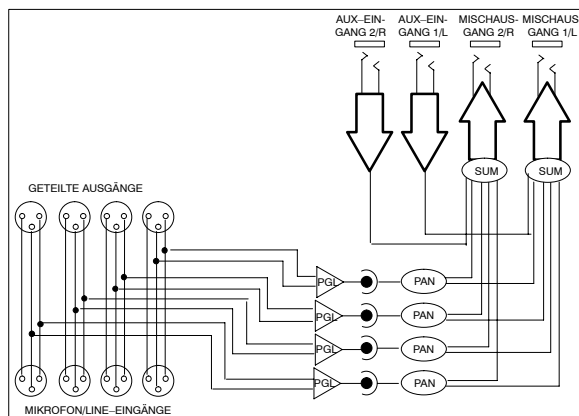 AUX–EIN-
GANG 2/R
AUX–EIN-
GANG 1/L
MISCHAUS-
GANG 2/R
MISCHAUS
GANG 1/L
SUM
SUM
GETEILTE AUSGÄNGE
PGL
PAN
PGL
PAN
PGL
PAN
PGL
PAN
MIKROFON/LINE–EINGÄNGE